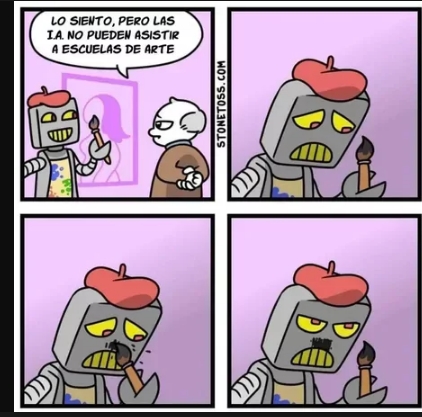 LO SIENTO, PERO LAS
I.A. NO PUEDEN ASISTIR
A ESCUELAS DE ARTE
STONETOSS.COM